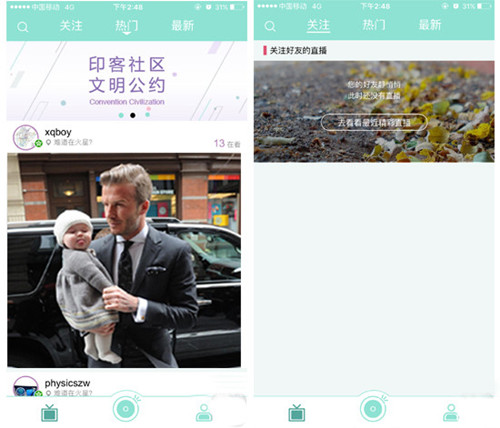 中国移动 4G
下午2:48
31%
关注
热门
最新
印客社区
文明公约
Convention Civilization
xqboy
难道在火星?
13 在看
physicszw
难道在火星?
中国移动 4G
下午2:48
31%
关注
热门
最新
关注好友的直播
您的好友好悄悄
此时还没有直播
去看看最近精彩直播